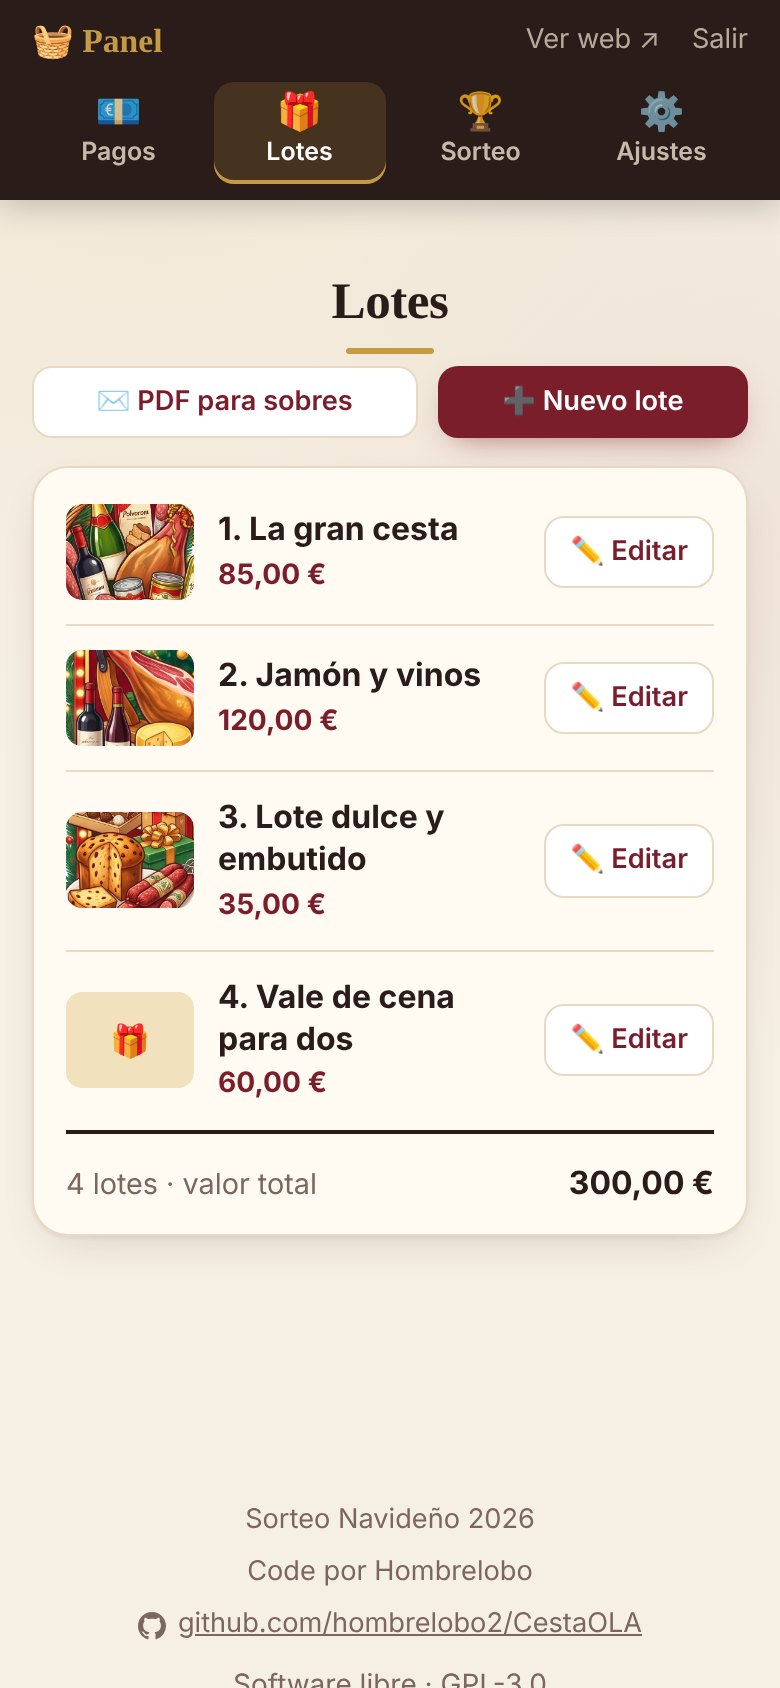 Panel
Ver web ↗
Salir
Pagos
Lotes
Sorteo
Ajustes
Lotes
PDF para sobres
Nuevo lote
Polvorones
1. La gran cesta
85,00 €
Editar
2. Jamón y vinos
120,00 €
Editar
3. Lote dulce y
embutido
35,00 €
Editar
4. Vale de cena
para dos
60,00 €
Editar
4 lotes · valor total
300,00 €
Sorteo Navideño 2026
Code por Hombrelobo
github.com/hombrelobo2/CestaOLA
Software libre · GPL-3.0